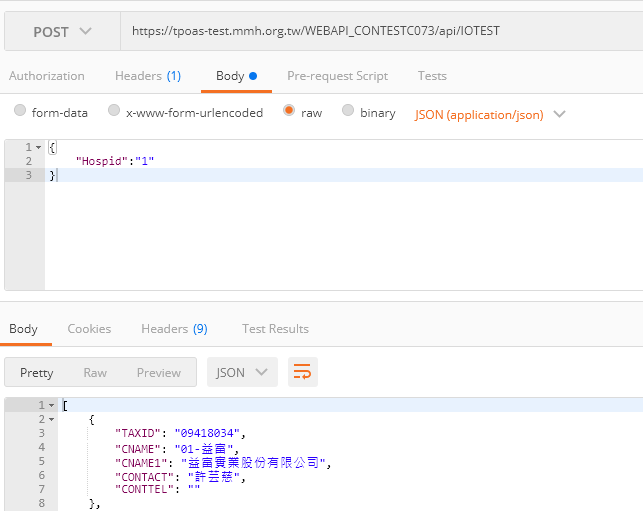 POST https://tpoas-test.mmh.org.tw/WEBAPI_CONTESTC073/api/IOTEST
Authorization Headers (1) Body Pre-request Script Tests
form-data x-www-form-urlencoded raw binary JSON (application/json)
1 {
2 "Hospid":"1"
3 }
Body Cookies Headers (9) Test Results
Pretty Raw Preview JSON
1 [
2 {
3 "TAXID": "09418034",
4 "CNAME": "01-益富",
5 "CNAME1": "益富實業股份有限公司",
6 "CONTACT": "許芸慈",
7 "CONTTEL": ""
8 },